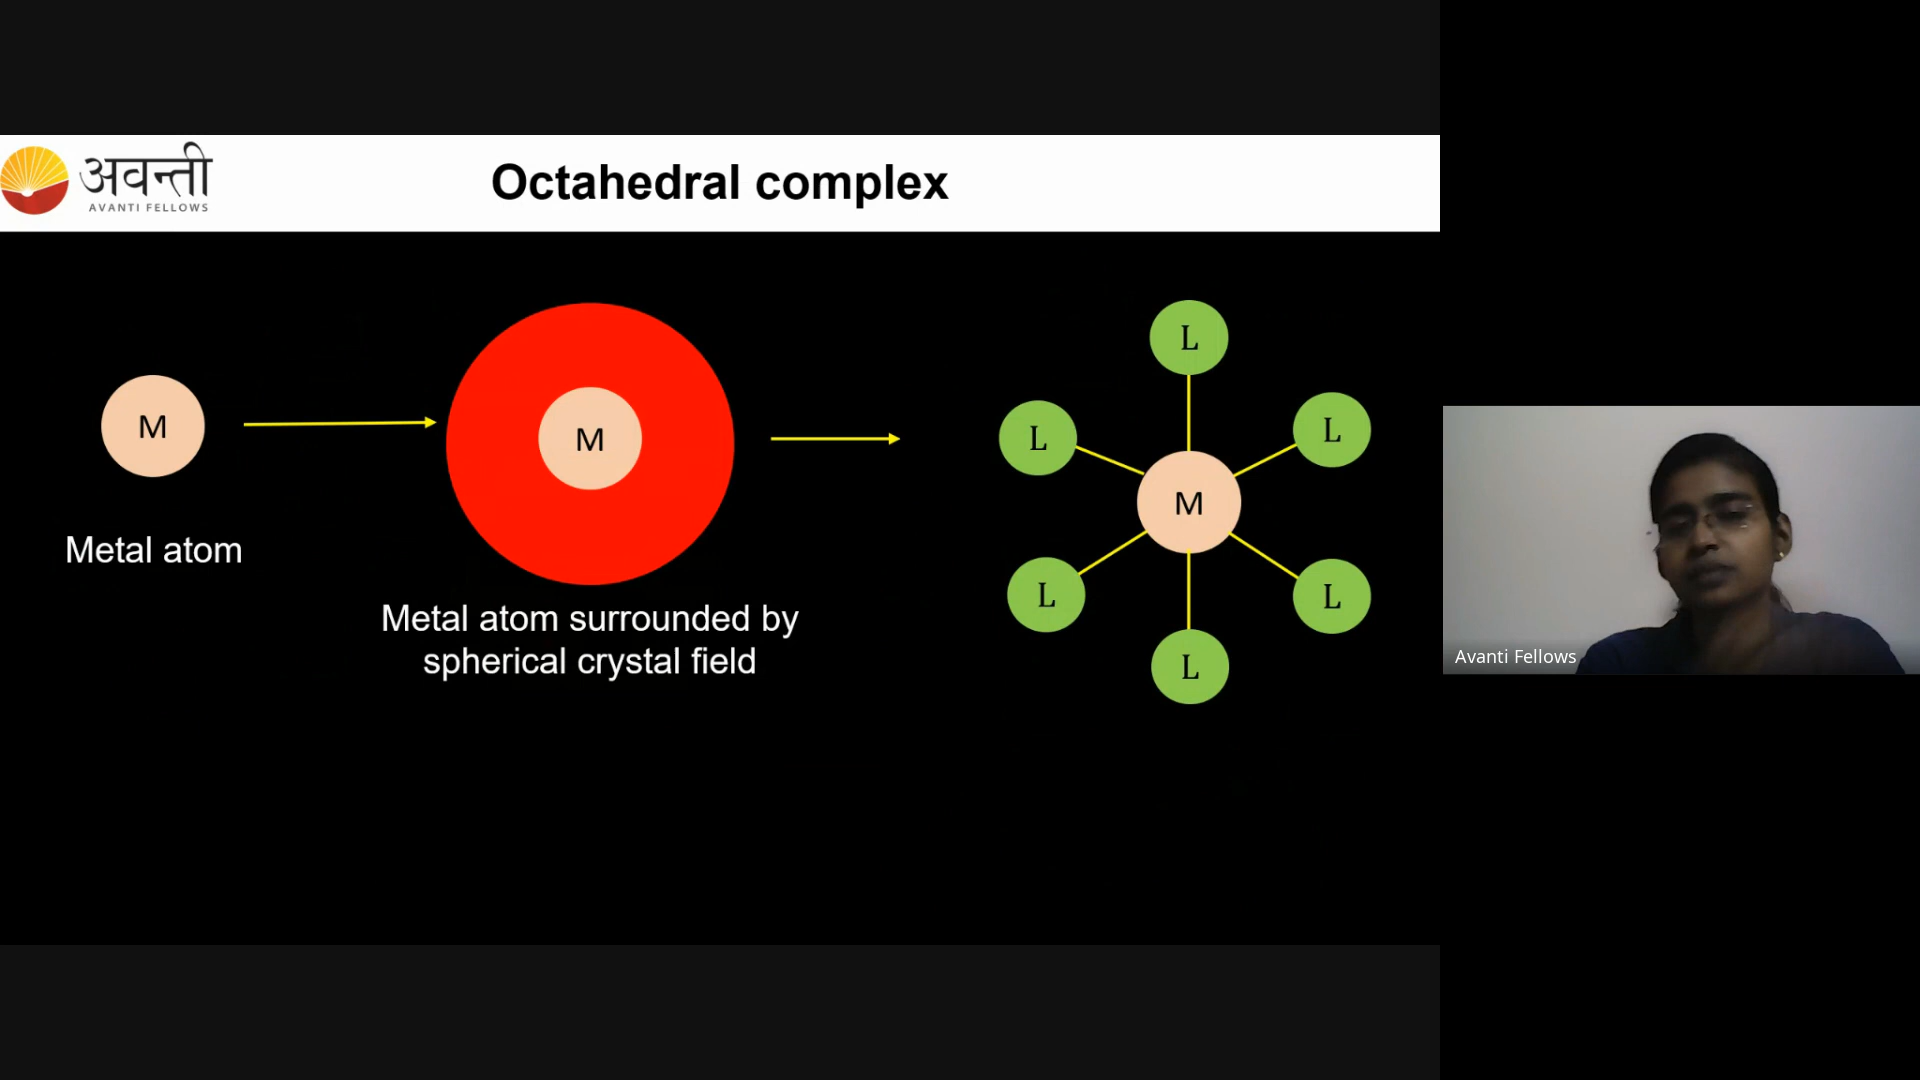 अवन्ती
AVANTI FELLOWS
Octahedral complex
M
Metal atom
M
Metal atom surrounded by
spherical crystal field
L
L
L
M
L
L
L
Avanti Fellows